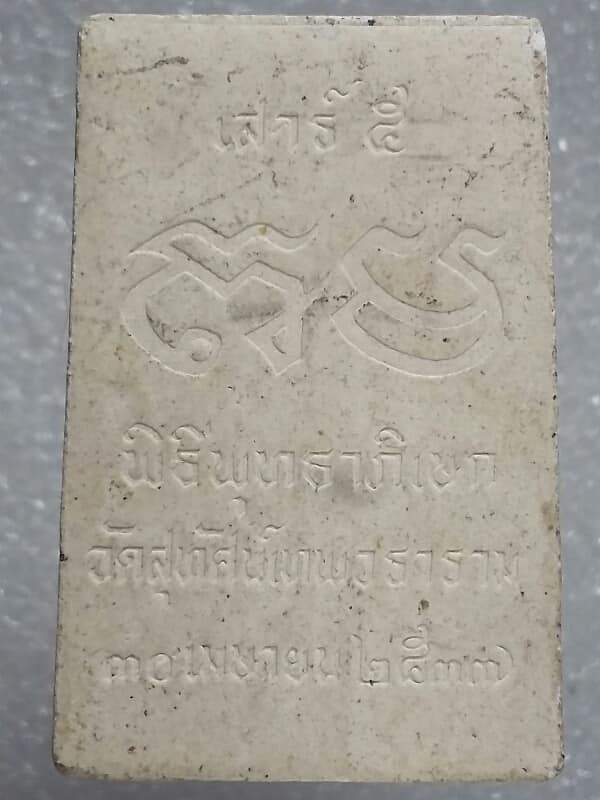 เสาร์ ๕
พิธีพุทธาภิเษก
วัดสุทัศน์เทพวราราม
๓๐ เมษายน ๒๕๓๗